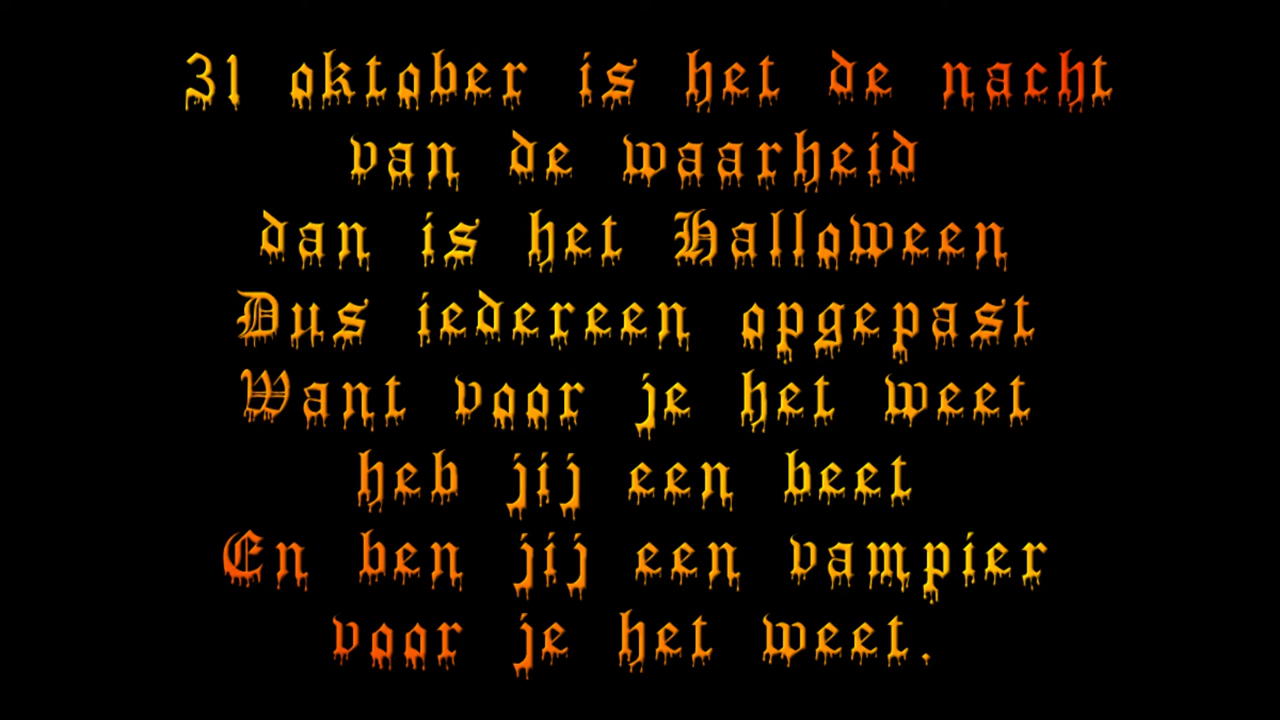 31 oktober is het de nacht
van de waarheid
dan is het Halloween
Dus iedereen opgepast
Want voor je het weet
heb jij een beet
En ben jij een vampier
voor je het weet.